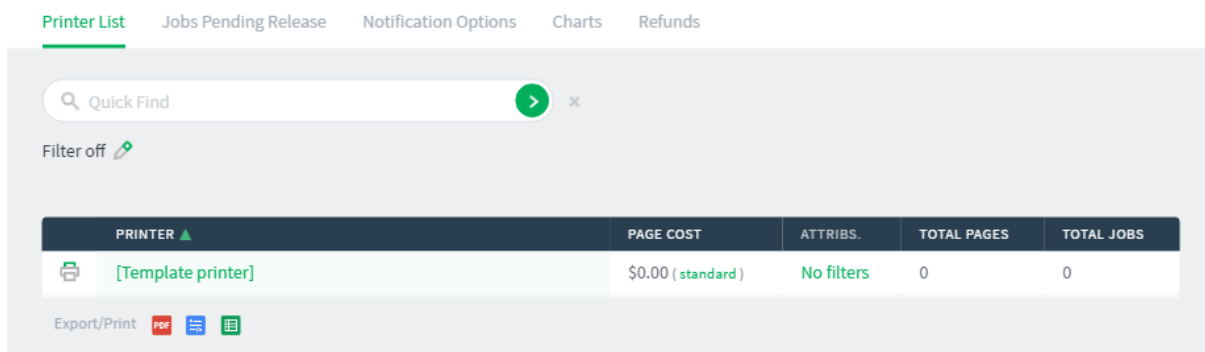 Printer List Jobs Pending Release Notification Options Charts Refunds
Quick Find
Filter off
PRINTER PAGE COST ATTRIBS. TOTAL PAGES TOTAL JOBS
[Template printer] $0.00 ( standard ) No filters 0 0
Export/Print PDF